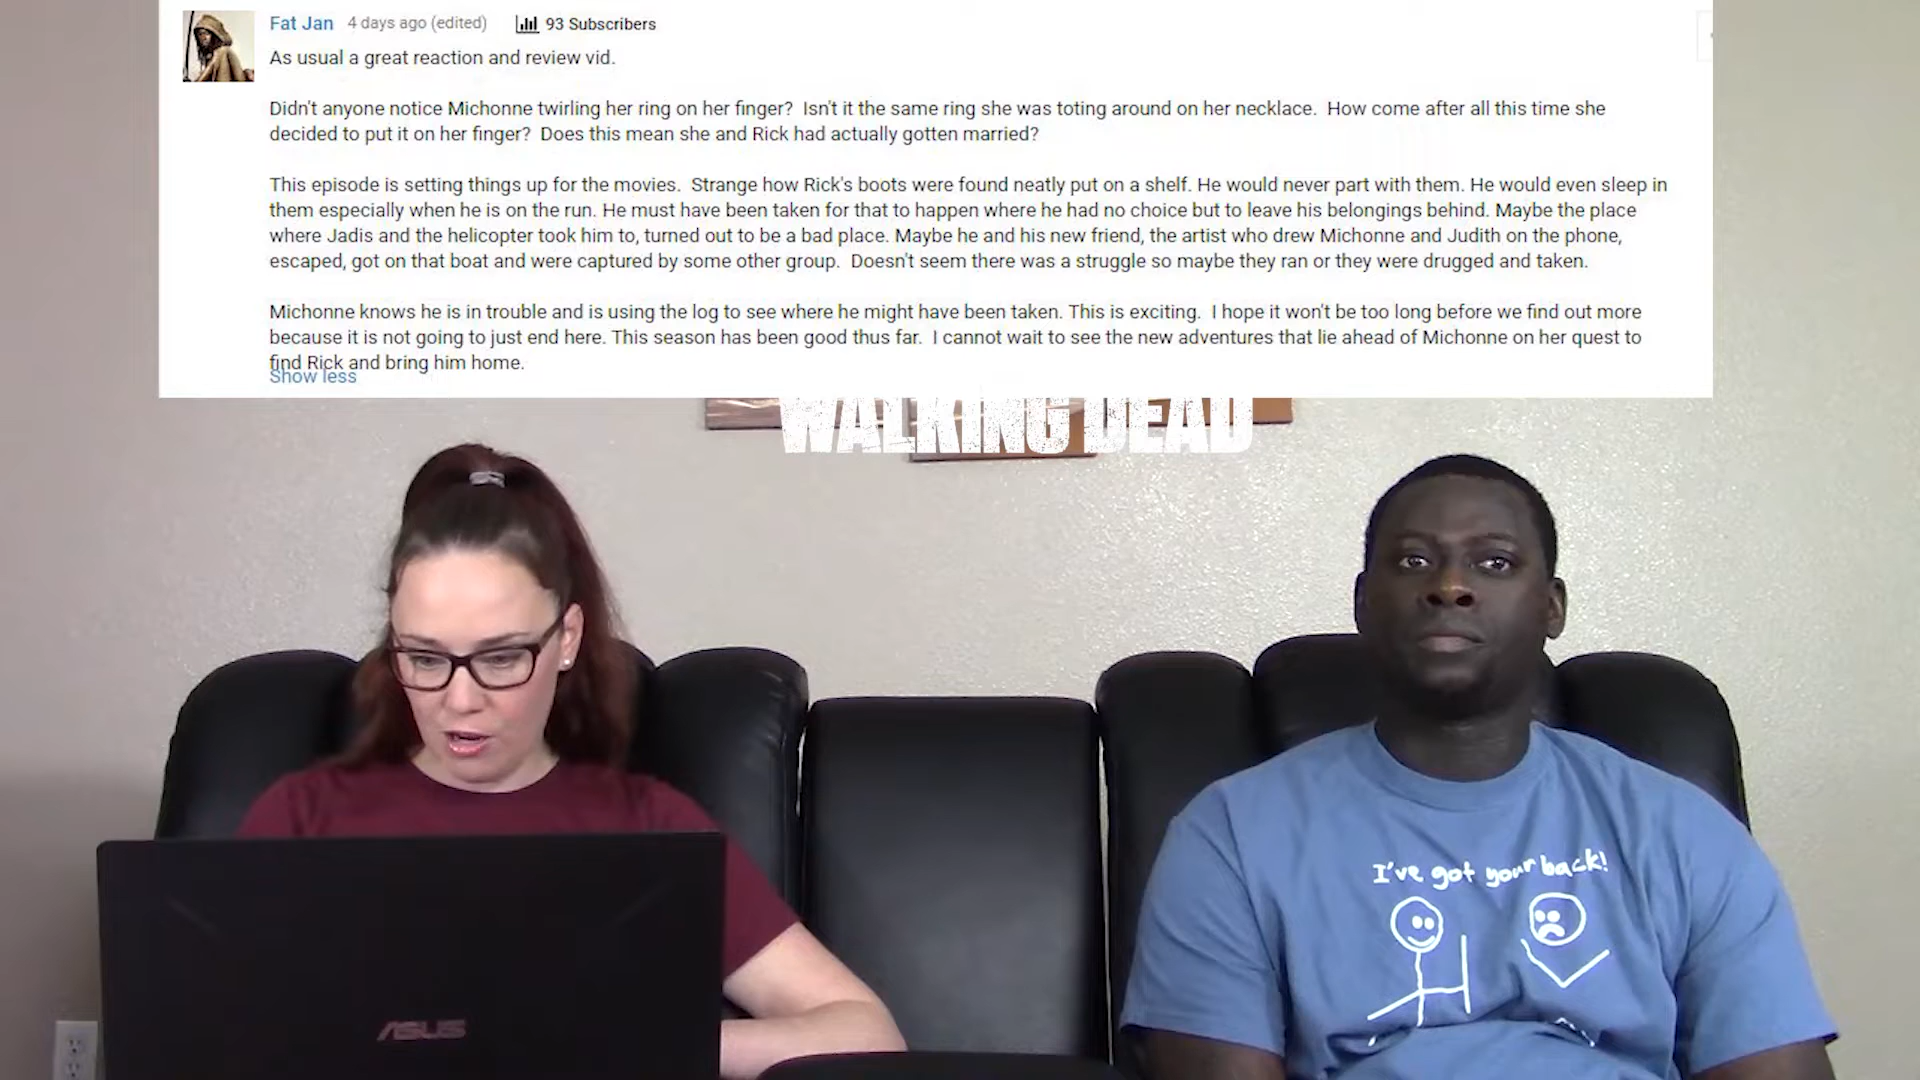 Fat Jan 4 days ago (edited) 93 Subscribers
As usual a great reaction and review vid.
Didn't anyone notice Michonne twirling her ring on her finger? Isn't it the same ring she was toting around on her necklace. How come after all this time she
decided to put it on her finger? Does this mean she and Rick had actually gotten married?
This episode is setting things up for the movies. Strange how Rick's boots were found neatly put on a shelf. He would never part with them. He would even sleep in
them especially when he is on the run. He must have been taken for that to happen where he had no choice but to leave his belongings behind. Maybe the place
where Jadis and the helicopter took him to, turned out to be a bad place. Maybe he and his new friend, the artist who drew Michonne and Judith on the phone,
escaped, got on that boat and were captured by some other group. Doesn't seem there was a struggle so maybe they ran or they were drugged and taken.
Michonne knows he is in trouble and is using the log to see where he might have been taken. This is exciting. I hope it won't be too long before we find out more
because it is not going to just end here. This season has been good thus far. I cannot wait to see the new adventures that lie ahead of Michonne on her quest to
find Rick and bring him home.
Show less
WALKING DEAD
I've got your back!
ASUS